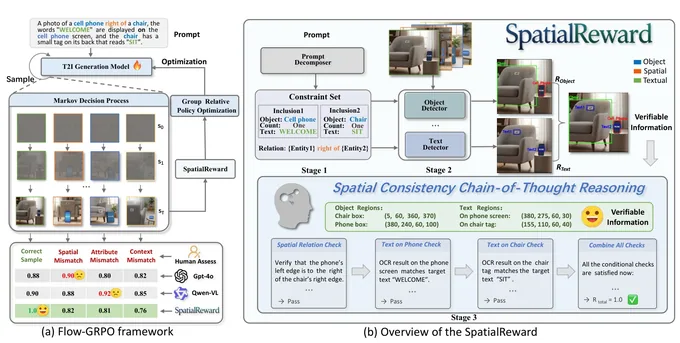 A photo of a cell phone right of a chair, the
words "WELCOME" are displayed on the
cell phone screen, and the chair has a
small tag on its back that reads "SIT".
Prompt
T2I Generation Model
Optimization
Sample
Markov Decision Process
S0
S1
...
ST
Group Relative
Policy Optimization
SpatialReward
Correct
Sample
Spatial
Mismatch
Attribute
Mismatch
Context
Mismatch
Human Assess
0.88 0.90 0.80 0.82 Gpt-4o
0.90 0.88 0.92 0.85 Qwen-VL
1.0 0.82 0.81 0.76 SpatialReward
(a) Flow-GRPO framework
SpatialReward
Prompt
Prompt
Decomposer
Constraint Set
Inclusion1
Object: Cell phone
Count: One
Text: WELCOME
Inclusion2
Object: Chair
Count: One
Text: SIT
Relation: {Entity1} right of {Entity2}
Stage 1
Object
Detector
...
Text
Detector
Stage 2
Object
Spatial
Textual
RObject
RText
Verifiable
Information
Spatial Consistency Chain-of-Thought Reasoning
Object Regions:
Chair box: (5, 60, 360, 370)
Phone box: (380, 240, 60, 100)
Text Regions:
On phone screen: (380, 275, 60, 30)
On chair tag: (155, 110, 60, 40)
Verifiable
Information
Spatial Relation Check
Verify that the phone's
left edge is to the right
of the chair's right edge.
...
→ Pass
Text on Phone Check
OCR result on the phone
screen matches target
text "WELCOME".
...
→ Pass
Text on Chair Check
OCR result on the chair
tag matches the target
text "SIT" .
...
→ Pass
Combine All Checks
All the conditional checks
are satisfied now:
...
→ R total = 1.0
Stage 3
(b) Overview of the SpatialReward